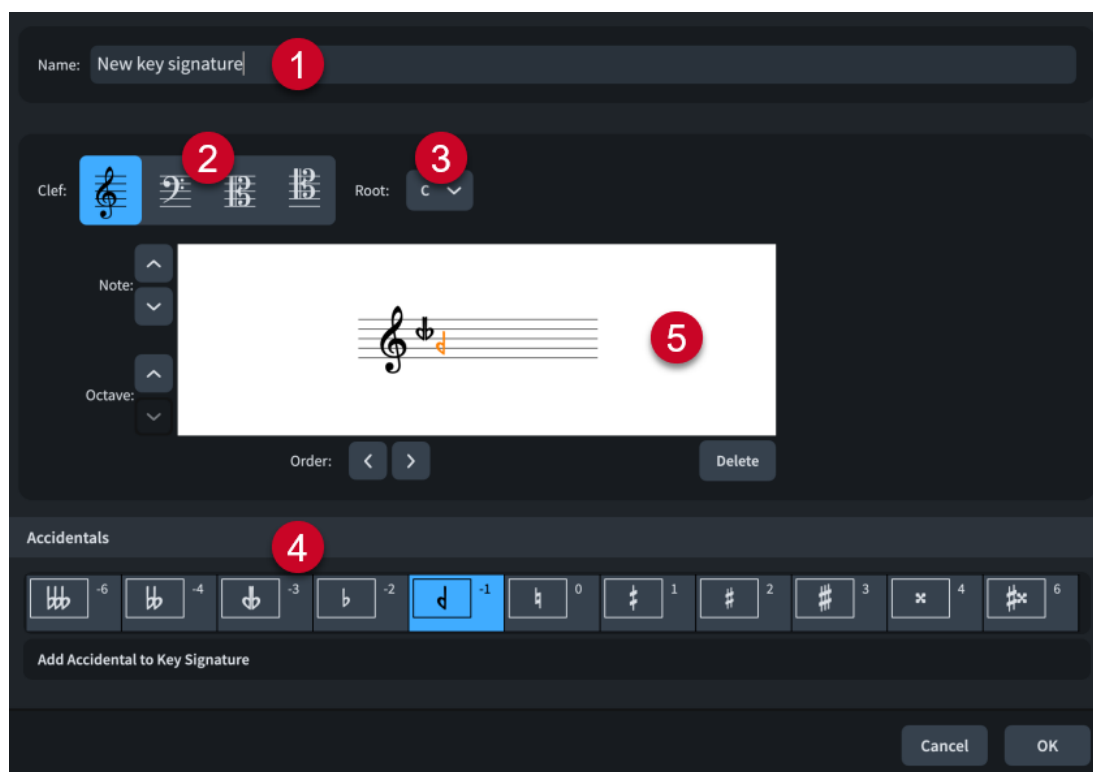 Name: New key signature 1
2 3
Clef: Root: C
Note:
5
Octave:
Order: Delete
Accidentals
4
-6 -4 -3 -2 -1 0 1 2 3 4 6
Add Accidental to Key Signature
Cancel OK